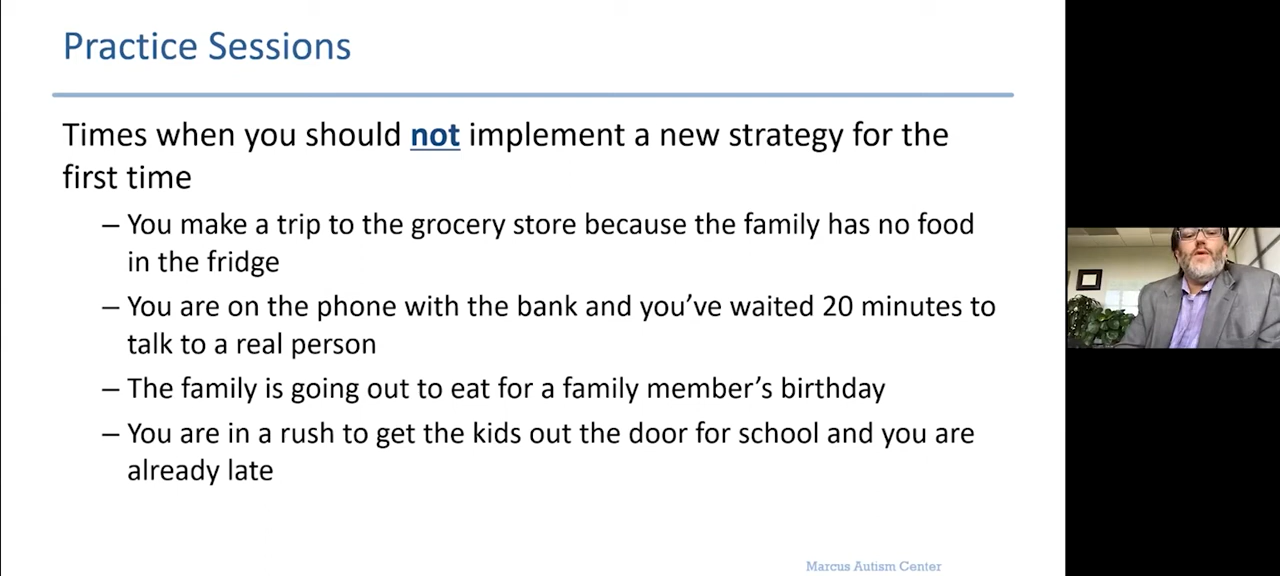 Practice Sessions
Times when you should not implement a new strategy for the
first time
– You make a trip to the grocery store because the family has no food
in the fridge
– You are on the phone with the bank and you’ve waited 20 minutes to
talk to a real person
– The family is going out to eat for a family member’s birthday
– You are in a rush to get the kids out the door for school and you are
already late
Marcus Autism Center